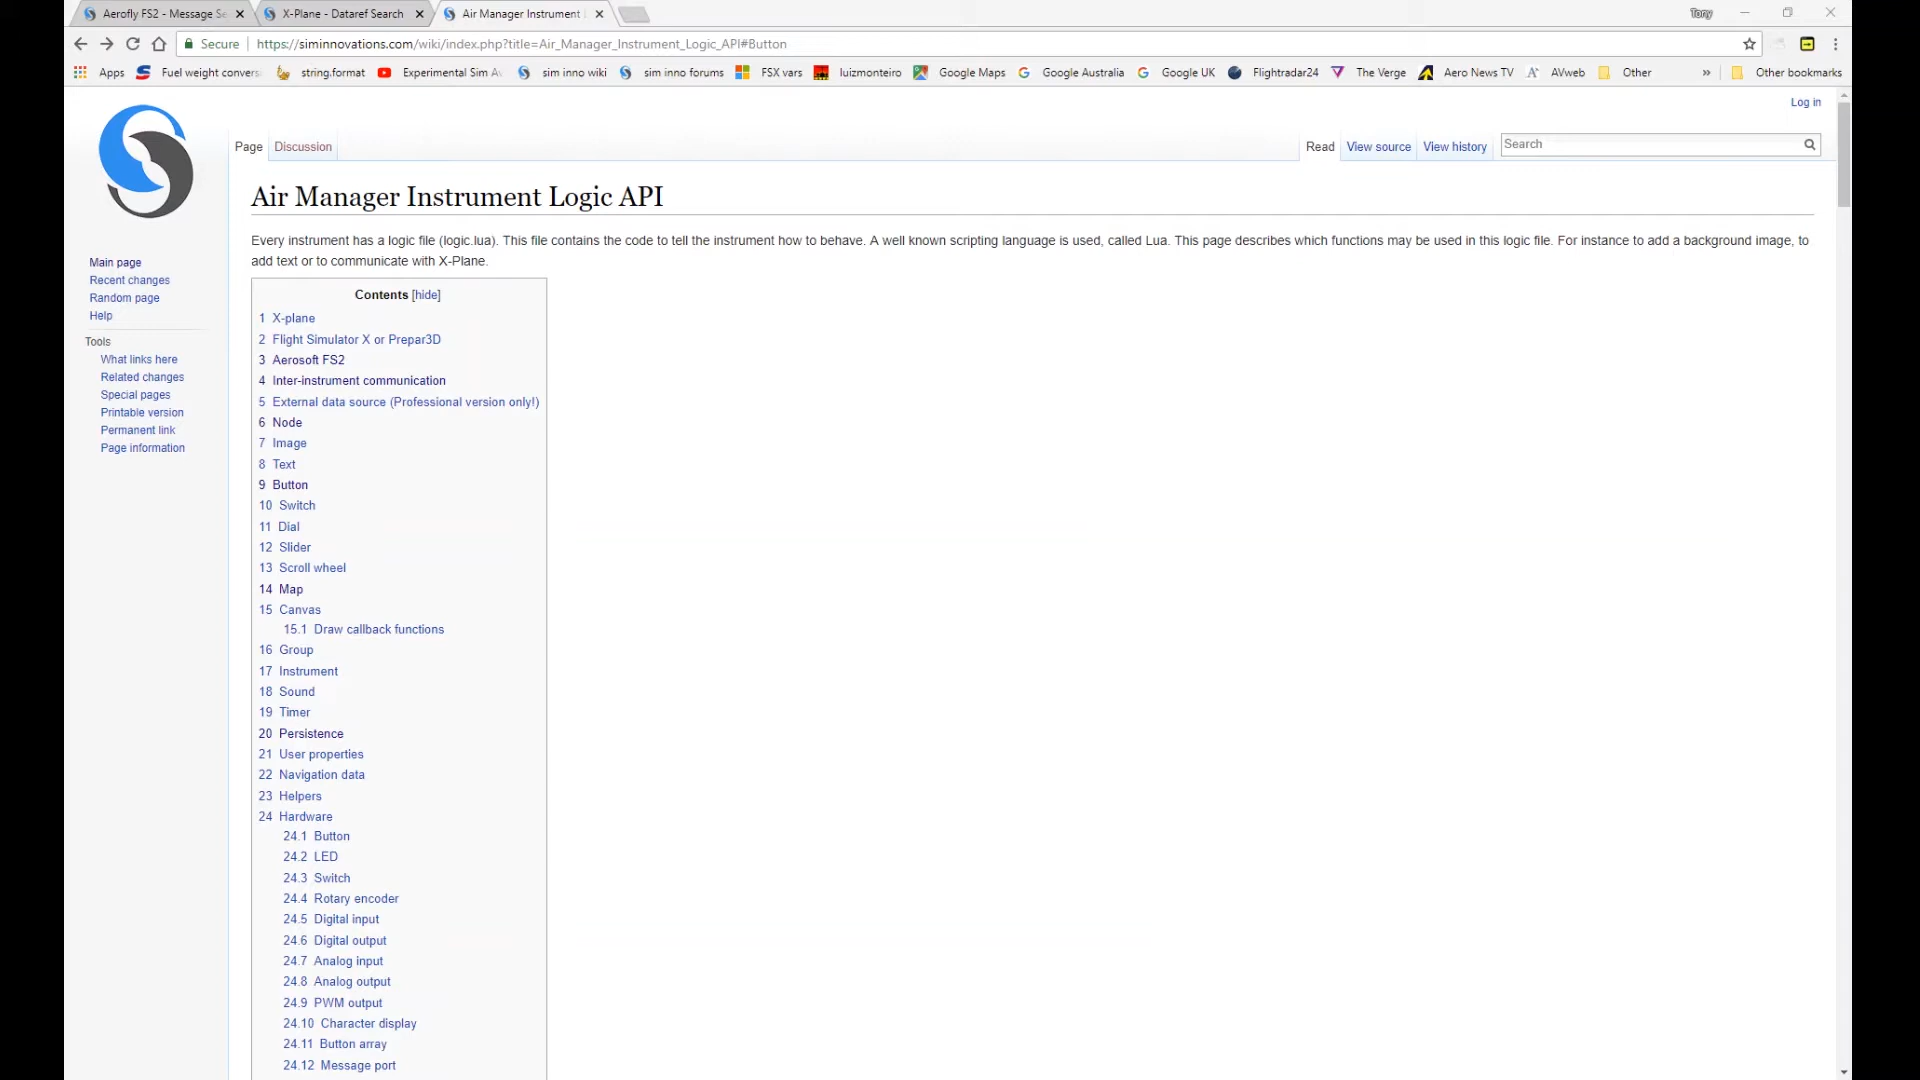 Aerofly FS2 - Message Se
X-Plane - Dataref Search
Air Manager Instrument
Tony
Secure
https://siminnovations.com/wiki/index.php?title=Air_Manager_Instrument_Logic_API#Button
Apps
Fuel weight convers
string.format
Experimental Sim Av
sim inno wiki
sim inno forums
FSX vars
luizmonteiro
Google Maps
Google Australia
Google UK
Flightradar24
The Verge
Aero News TV
AVweb
Other
»
Other bookmarks
Log in
Page
Discussion
Read
View source
View history
Search
Air Manager Instrument Logic API
Every instrument has a logic file (logic.lua). This file contains the code to tell the instrument how to behave. A well known scripting language is used, called Lua. This page describes which functions may be used in this logic file. For instance to add a background image, to
add text or to communicate with X-Plane.
Main page
Recent changes
Random page
Help
Tools
What links here
Related changes
Special pages
Printable version
Permanent link
Page information
Contents [hide]
1 X-plane
2 Flight Simulator X or Prepar3D
3 Aerosoft FS2
4 Inter-instrument communication
5 External data source (Professional version only!)
6 Node
7 Image
8 Text
9 Button
10 Switch
11 Dial
12 Slider
13 Scroll wheel
14 Map
15 Canvas
15.1 Draw callback functions
16 Group
17 Instrument
18 Sound
19 Timer
20 Persistence
21 User properties
22 Navigation data
23 Helpers
24 Hardware
24.1 Button
24.2 LED
24.3 Switch
24.4 Rotary encoder
24.5 Digital input
24.6 Digital output
24.7 Analog input
24.8 Analog output
24.9 PWM output
24.10 Character display
24.11 Button array
24.12 Message port